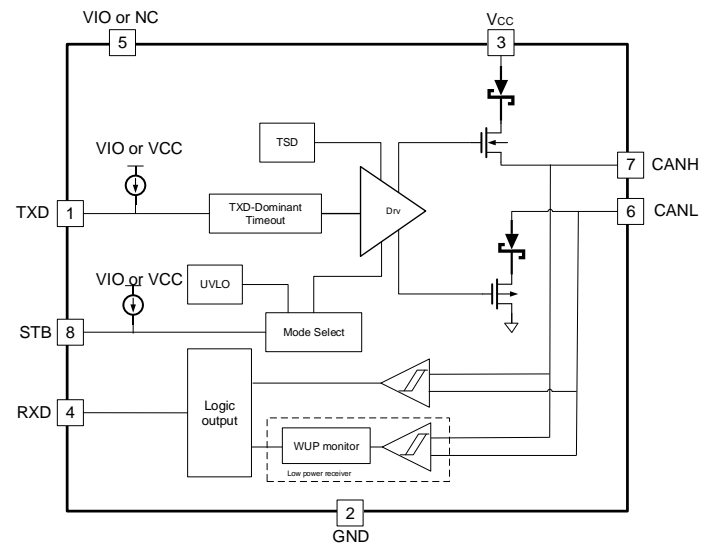 VIO or NC
VCC
5
3
VIO or VCC
TSD
7
CANH
TXD
1
TXD-Dominant
Timeout
Drv
6
CANL
VIO or VCC
UVLO
STB
8
Mode Select
RXD
4
Logic
output
WUP monitor
Low power receiver
2
GND